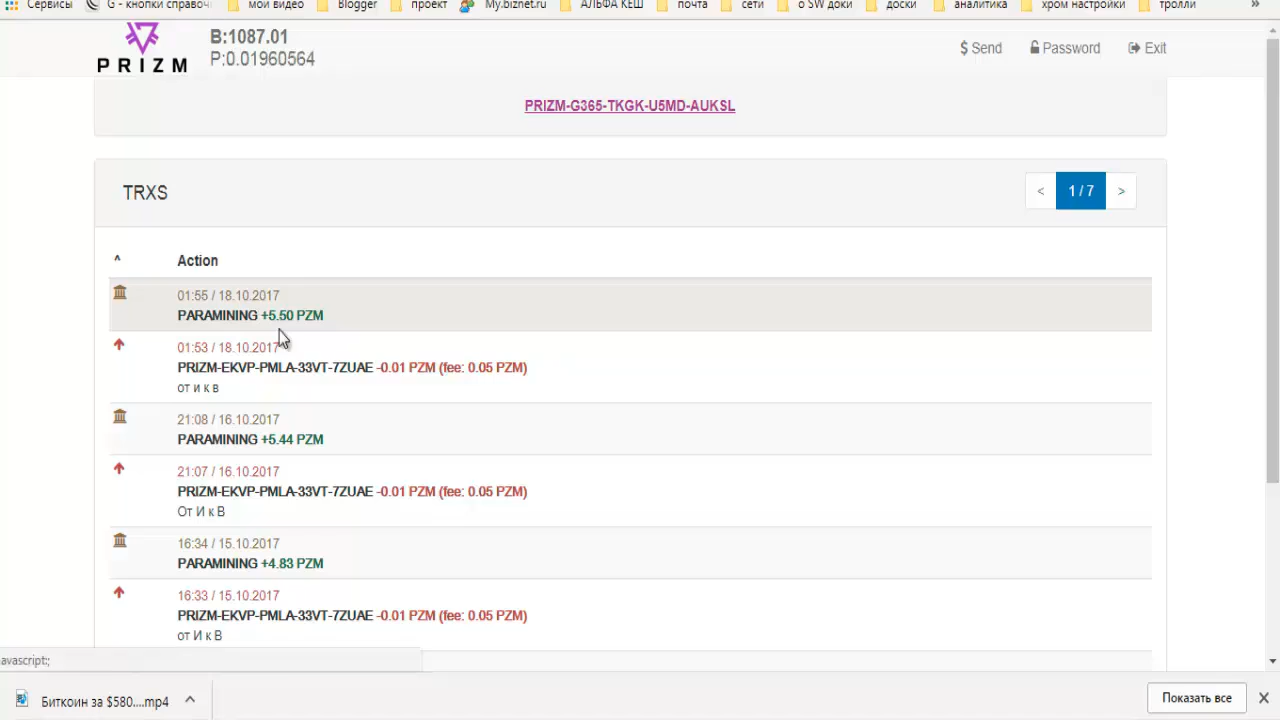 Сервисы G - кнопки справоч мои видео Blogger проект My.biznet.ru АЛЬФА КЕШ почта сети о SW доки доски аналитика хром настройки тролли »
PRIZM
B:1087.01
P:0.01960564
$ Send Password Exit
PRIZM-G365-TKGK-U5MD-AUKSL
TRXS
< 1 / 7 >
^ Action
01:55 / 18.10.2017
PARAMINING +5.50 PZM
01:53 / 18.10.2017
PRIZM-EKVP-PMLA-33VT-7ZUAE -0.01 PZM (fee: 0.05 PZM)
от и к в
21:08 / 16.10.2017
PARAMINING +5.44 PZM
21:07 / 16.10.2017
PRIZM-EKVP-PMLA-33VT-7ZUAE -0.01 PZM (fee: 0.05 PZM)
От И к В
16:34 / 15.10.2017
PARAMINING +4.83 PZM
16:33 / 15.10.2017
PRIZM-EKVP-PMLA-33VT-7ZUAE -0.01 PZM (fee: 0.05 PZM)
от И к В
avascript:;
Биткоин за $580....mp4
Показать все